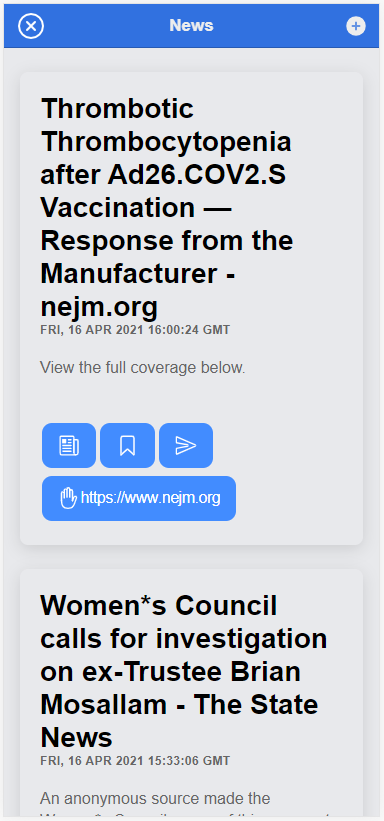 News
Thrombotic
Thrombocytopenia
after Ad26.COV2.S
Vaccination —
Response from the
Manufacturer -
nejm.org
FRI, 16 APR 2021 16:00:24 GMT
View the full coverage below.
https://www.nejm.org
Women*s Council
calls for investigation
on ex-Trustee Brian
Mosallam - The State
News
FRI, 16 APR 2021 15:33:06 GMT
An anonymous source made the